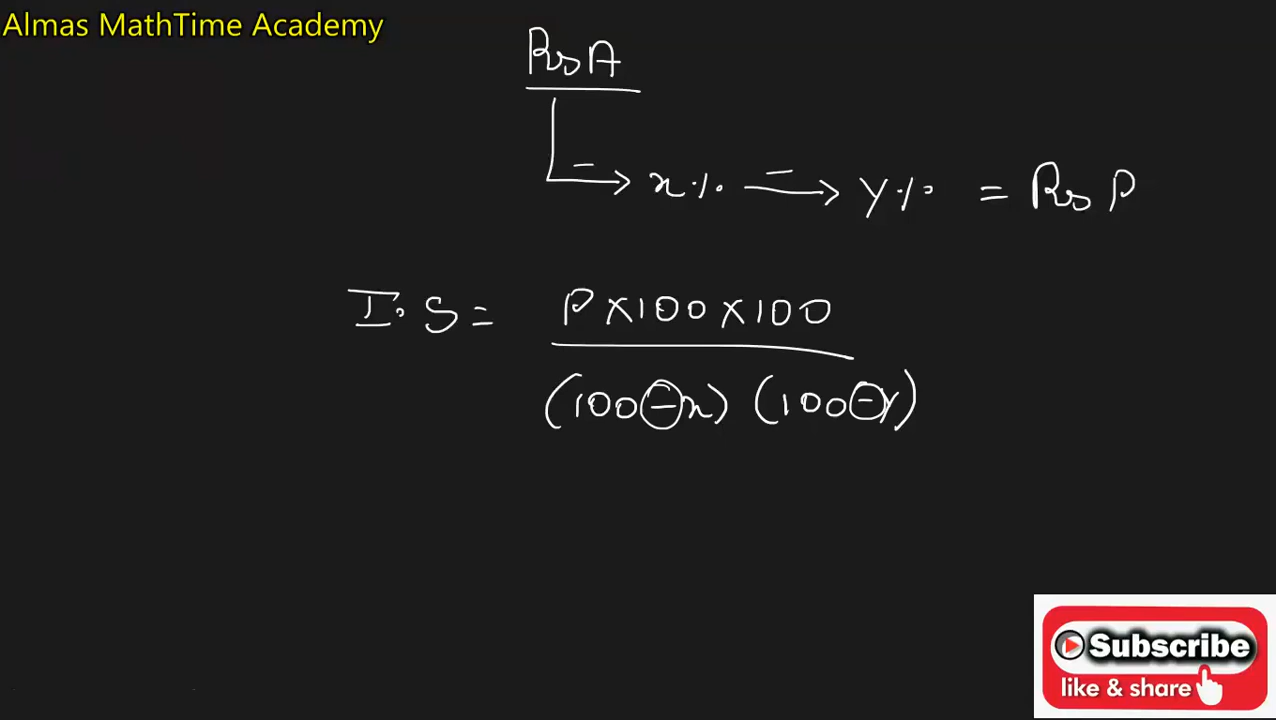 Almas MathTime Academy
Rs A
− → x% − → y% = Rs P
I. S = P×100×100
(100−x) (100−y)
Subscribe
like & share